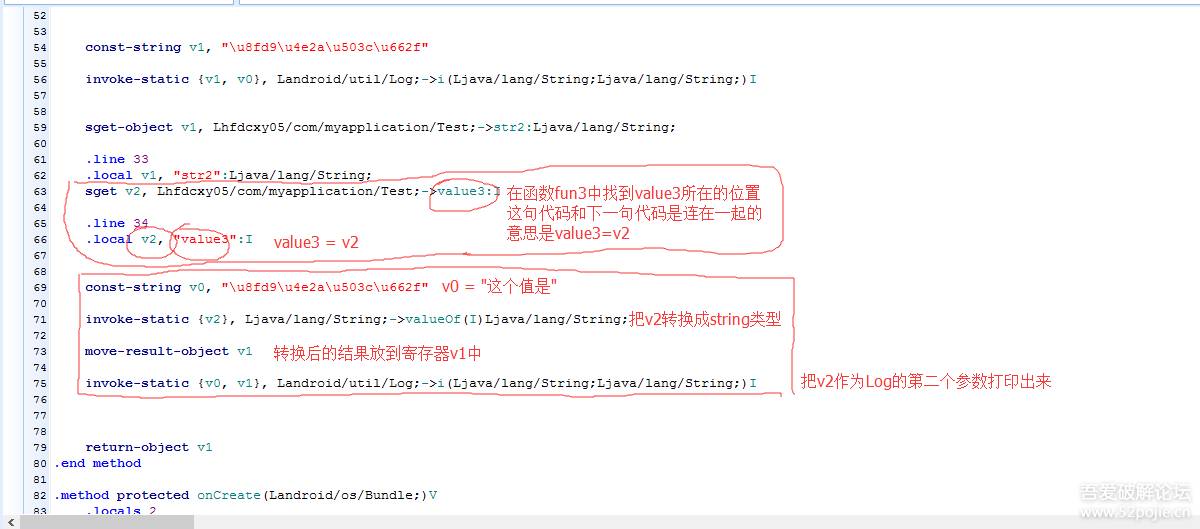 52
53
54 const-string v1, "\u8fd9\u4e2a\u503c\u662f"
55
56 invoke-static {v1, v0}, Landroid/util/Log;->i(Ljava/lang/String;Ljava/lang/String;)I
57
58
59 sget-object v1, Lhfdcxy05/com/myapplication/Test;->str2:Ljava/lang/String;
60
61 .line 33
62 .local v1, "str2":Ljava/lang/String;
63 sget v2, Lhfdcxy05/com/myapplication/Test;->value3:I 在函数fun3中找到value3所在的位置
64 这句代码和下一句代码是连在一起的
65 .line 34 意思是value3=v2
66 .local v2, "value3":I value3 = v2
67
68
69 const-string v0, "\u8fd9\u4e2a\u503c\u662f" v0 = "这个值是"
70
71 invoke-static {v2}, Ljava/lang/String;->valueOf(I)Ljava/lang/String; 把v2转换成string类型
72
73 move-result-object v1 转换后的结果放到寄存器v1中
74
75 invoke-static {v0, v1}, Landroid/util/Log;->i(Ljava/lang/String;Ljava/lang/String;)I 把v2作为Log的第二个参数打印出来
76
77
78
79 return-object v1
80 .end method
81
82 .method protected onCreate(Landroid/os/Bundle;)V
83 .locals 2
吾爱破解论坛
www.52pojie.cn